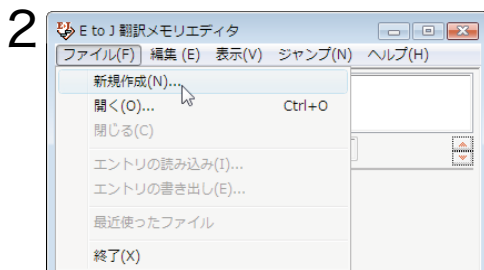 2
E to J 翻訳メモリエディタ
ファイル(F) 編集(E) 表示(V) ジャンプ(N) ヘルプ(H)
新規作成(N)...
開く(O)... Ctrl+O
閉じる(C)
エントリの読み込み(I)...
エントリの書き出し(E)...
最近使ったファイル
終了(X)